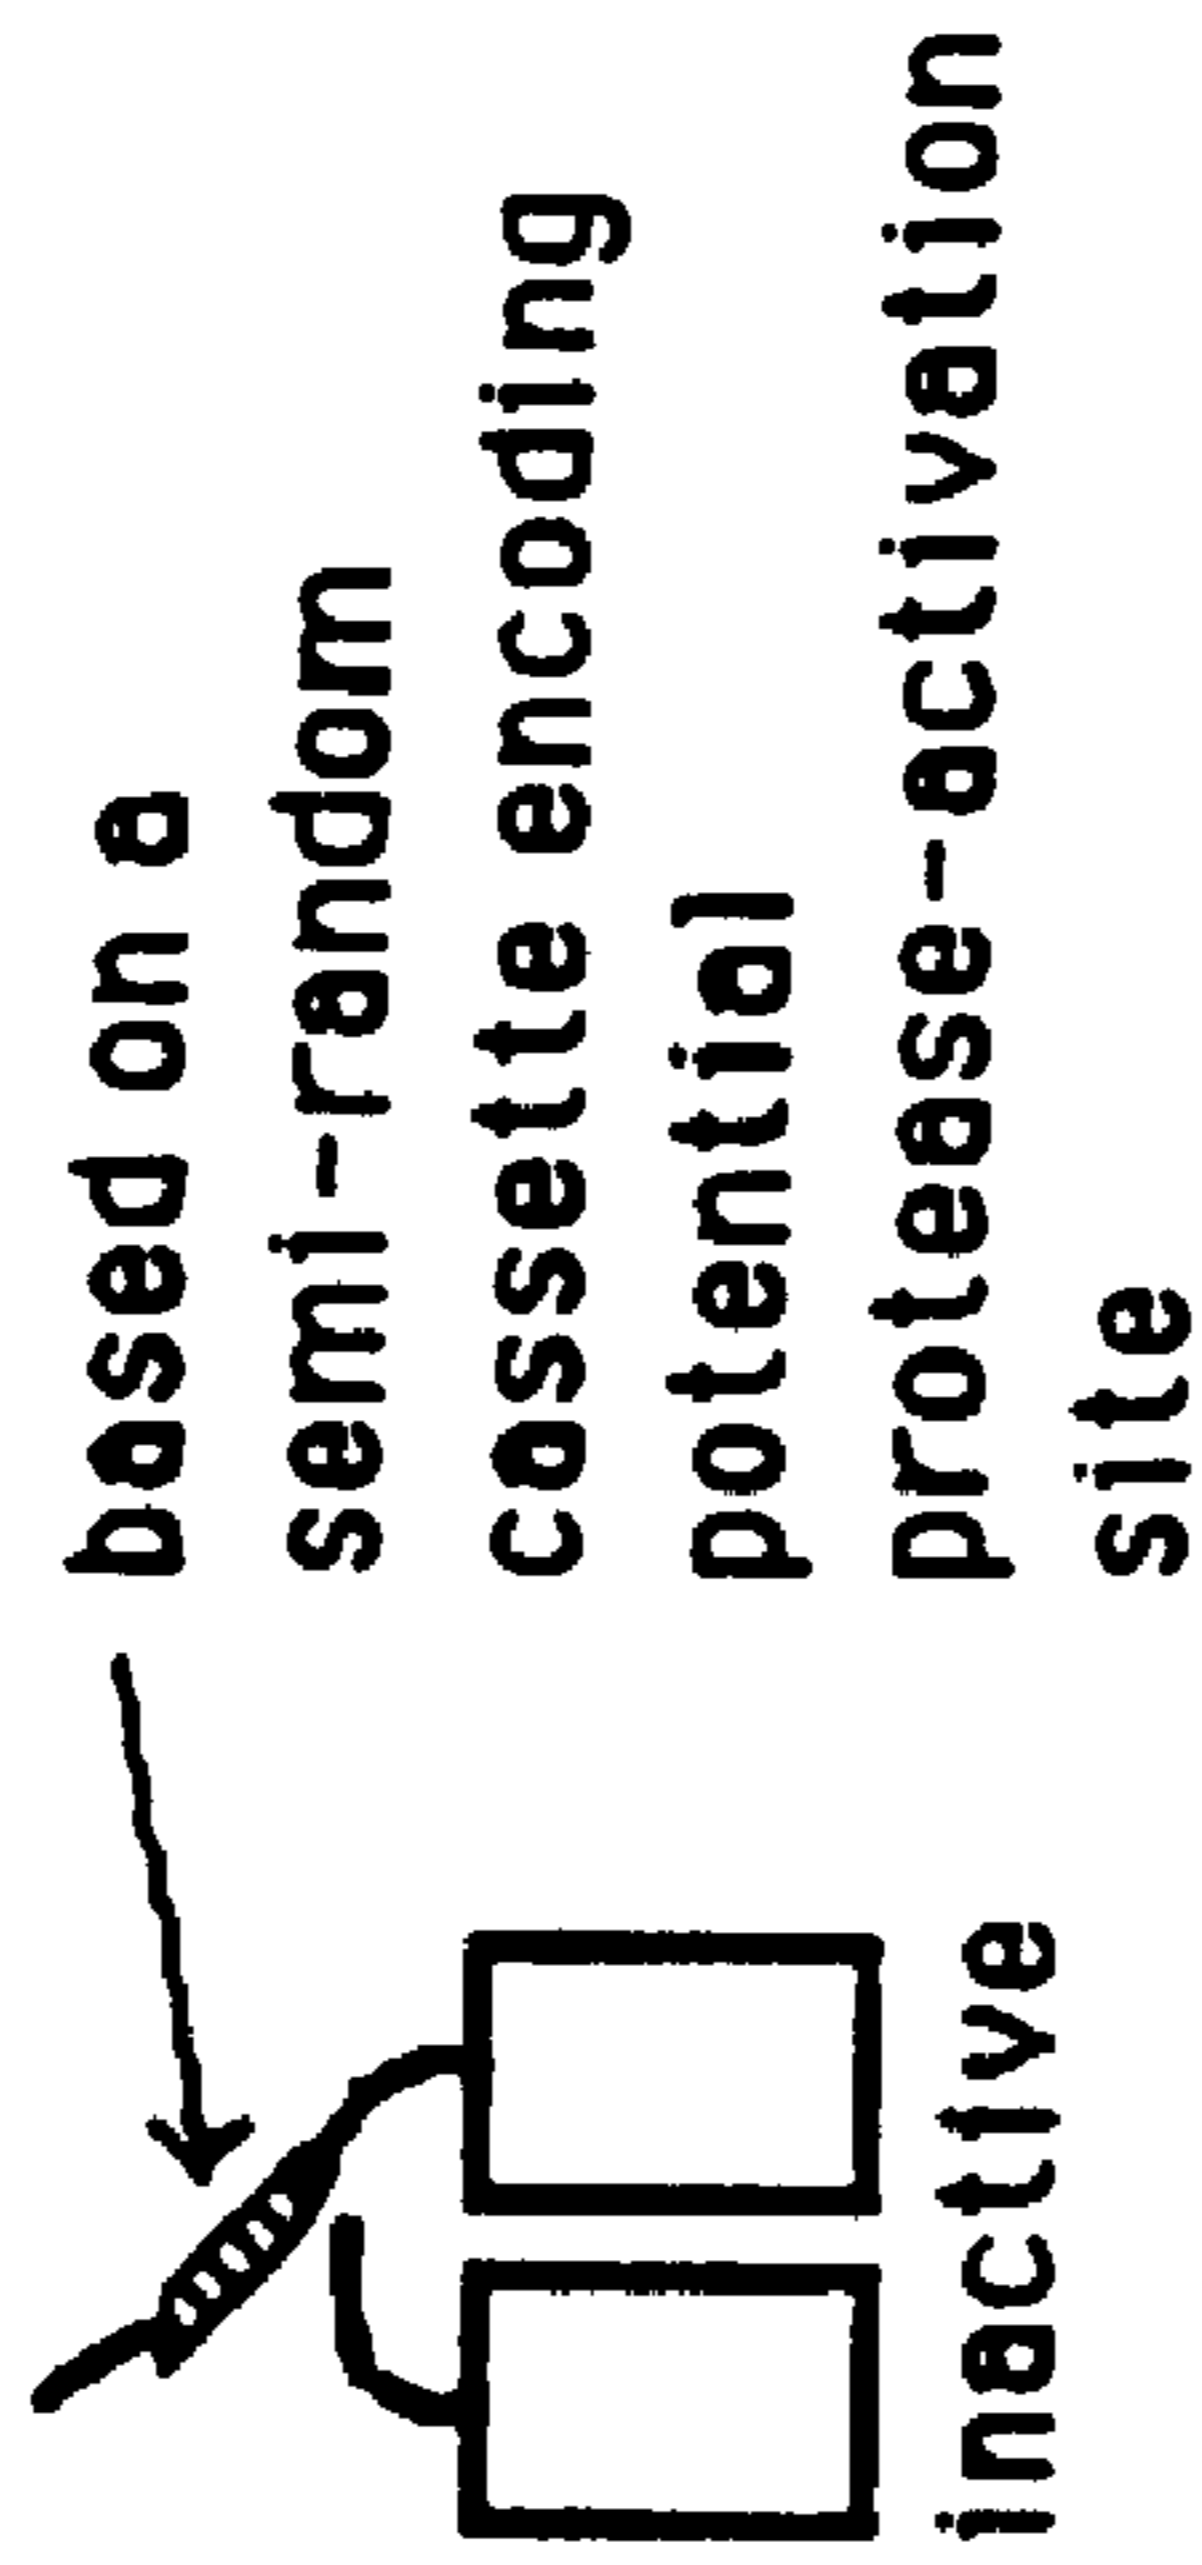 based on a
semi-random
cassette encoding
potential
protease-activation
site
inactive